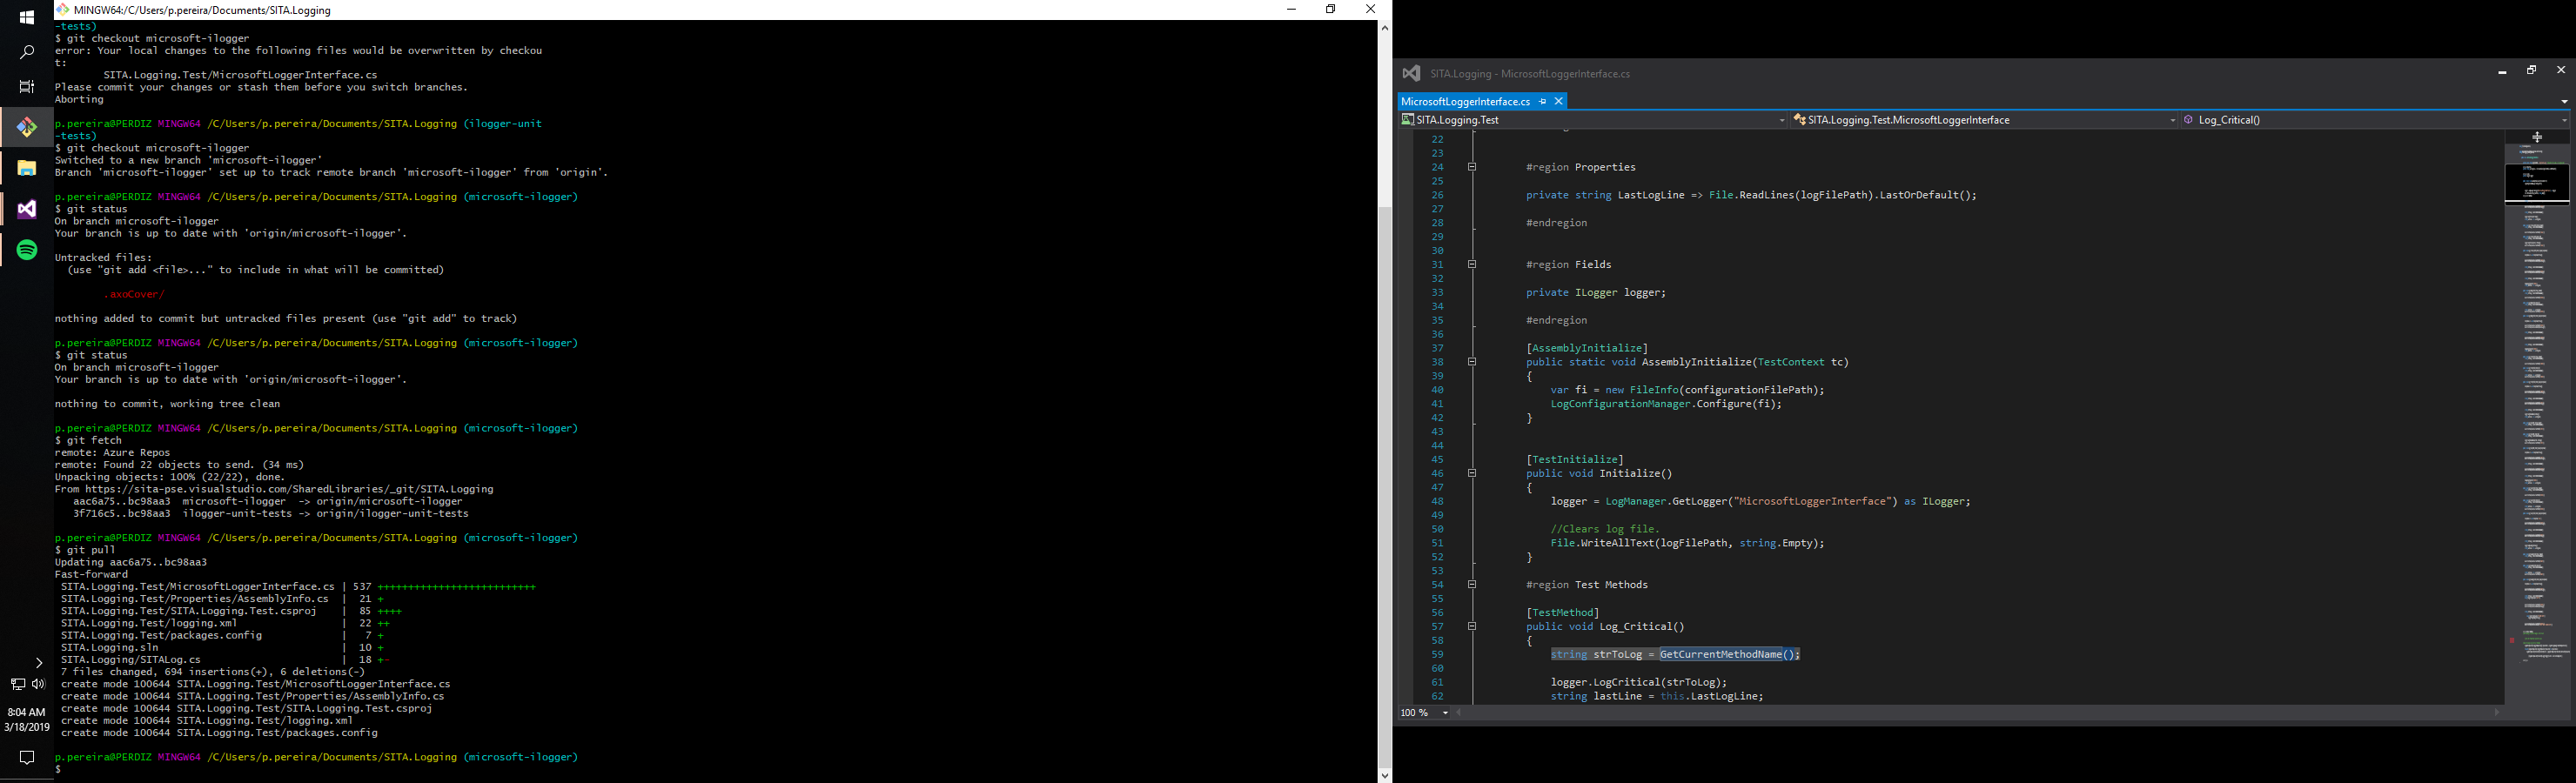 MINGW64:/C/Users/p.pereira/Documents/SITA.Logging
-tests)
$ git checkout microsoft-ilogger
error: Your local changes to the following files would be overwritten by checkou
t:
        SITA.Logging.Test/MicrosoftLoggerInterface.cs
Please commit your changes or stash them before you switch branches.
Aborting
p.pereira@PERDIZ MINGW64 /C/Users/p.pereira/Documents/SITA.Logging (ilogger-unit
-tests)
$ git checkout microsoft-ilogger
Switched to a new branch 'microsoft-ilogger'
Branch 'microsoft-ilogger' set up to track remote branch 'microsoft-ilogger' from 'origin'.
p.pereira@PERDIZ MINGW64 /C/Users/p.pereira/Documents/SITA.Logging (microsoft-ilogger)
$ git status
On branch microsoft-ilogger
Your branch is up to date with 'origin/microsoft-ilogger'.
Untracked files:
  (use "git add <file>..." to include in what will be committed)
        .axoCover/
nothing added to commit but untracked files present (use "git add" to track)
p.pereira@PERDIZ MINGW64 /C/Users/p.pereira/Documents/SITA.Logging (microsoft-ilogger)
$ git status
On branch microsoft-ilogger
Your branch is up to date with 'origin/microsoft-ilogger'.
nothing to commit, working tree clean
p.pereira@PERDIZ MINGW64 /C/Users/p.pereira/Documents/SITA.Logging (microsoft-ilogger)
$ git fetch
remote: Azure Repos
remote: Found 22 objects to send. (34 ms)
Unpacking objects: 100% (22/22), done.
From https://sita-pse.visualstudio.com/SharedLibraries/_git/SITA.Logging
   aac6a75..bc98aa3  microsoft-ilogger  -> origin/microsoft-ilogger
   3f716c5..bc98aa3  ilogger-unit-tests -> origin/ilogger-unit-tests
p.pereira@PERDIZ MINGW64 /C/Users/p.pereira/Documents/SITA.Logging (microsoft-ilogger)
$ git pull
Updating aac6a75..bc98aa3
Fast-forward
 SITA.Logging.Test/MicrosoftLoggerInterface.cs | 537 ++++++++++++++++++++++++++
 SITA.Logging.Test/Properties/AssemblyInfo.cs  |  21 +
 SITA.Logging.Test/SITA.Logging.Test.csproj    |  85 ++++
 SITA.Logging.Test/logging.xml                 |  22 ++
 SITA.Logging.Test/packages.config             |   7 +
 SITA.Logging.sln                              |  10 +
 SITA.Logging/SITALog.cs                       |  18 +-
 7 files changed, 694 insertions(+), 6 deletions(-)
 create mode 100644 SITA.Logging.Test/MicrosoftLoggerInterface.cs
 create mode 100644 SITA.Logging.Test/Properties/AssemblyInfo.cs
 create mode 100644 SITA.Logging.Test/SITA.Logging.Test.csproj
 create mode 100644 SITA.Logging.Test/logging.xml
 create mode 100644 SITA.Logging.Test/packages.config
p.pereira@PERDIZ MINGW64 /C/Users/p.pereira/Documents/SITA.Logging (microsoft-ilogger)
$
8:04 AM
3/18/2019
SITA.Logging - MicrosoftLoggerInterface.cs
MicrosoftLoggerInterface.cs
SITA.Logging.Test SITA.Logging.Test.MicrosoftLoggerInterface Log_Critical()
22
23
24 #region Properties
25
26 private string LastLogLine => File.ReadLines(logFilePath).LastOrDefault();
27
28 #endregion
29
30
31 #region Fields
32
33 private ILogger logger;
34
35 #endregion
36
37 [AssemblyInitialize]
38 public static void AssemblyInitialize(TestContext tc)
39 {
40     var fi = new FileInfo(configurationFilePath);
41     LogConfigurationManager.Configure(fi);
42 }
43
44
45 [TestInitialize]
46 public void Initialize()
47 {
48     logger = LogManager.GetLogger("MicrosoftLoggerInterface") as ILogger;
49
50     //Clears log file.
51     File.WriteAllText(logFilePath, string.Empty);
52 }
53
54 #region Test Methods
55
56 [TestMethod]
57 public void Log_Critical()
58 {
59     string strToLog = GetCurrentMethodName();
60
61     logger.LogCritical(strToLog);
62     string lastLine = this.LastLogLine;
100 %